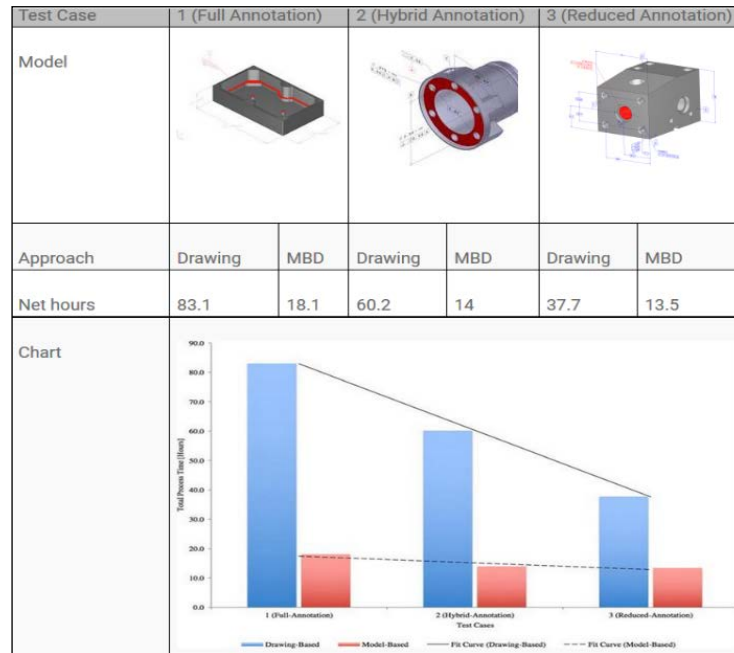 Test Case 1 (Full Annotation) 2 (Hybrid Annotation) 3 (Reduced Annotation)
Model
Approach Drawing MBD Drawing MBD Drawing MBD
Net hours 83.1 18.1 60.2 14 37.7 13.5
Chart
Total Process Time [Hours]
90.0
80.0
70.0
60.0
50.0
40.0
30.0
20.0
10.0
0.0
1 (Full-Annotation) 2 (Hybrid-Annotation) 3 (Reduced-Annotation)
Test Cases
Drawing-Based Model-Based Fit Curve (Drawing-Based) Fit Curve (Model-Based)